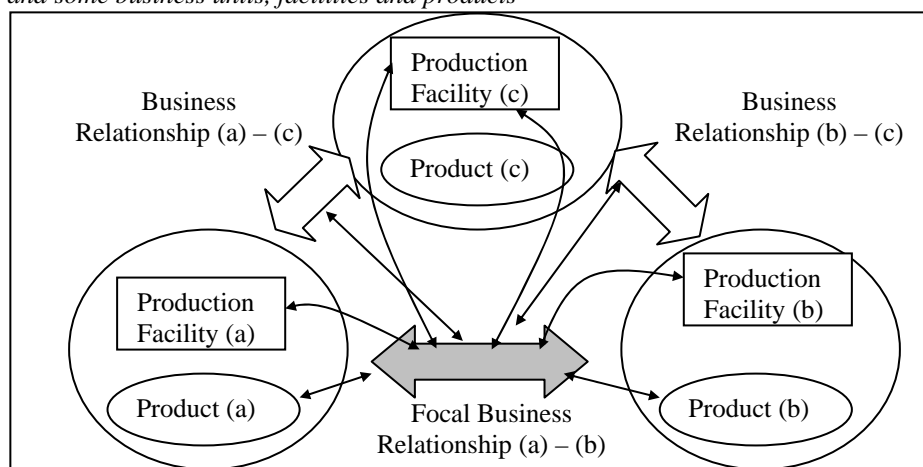 and some business units, facilities and products
Production
Facility (c)
Business
Relationship (a) – (c)
Business
Relationship (b) – (c)
Product (c)
Production
Facility (a)
Production
Facility (b)
Product (a)
Product (b)
Focal Business
Relationship (a) – (b)